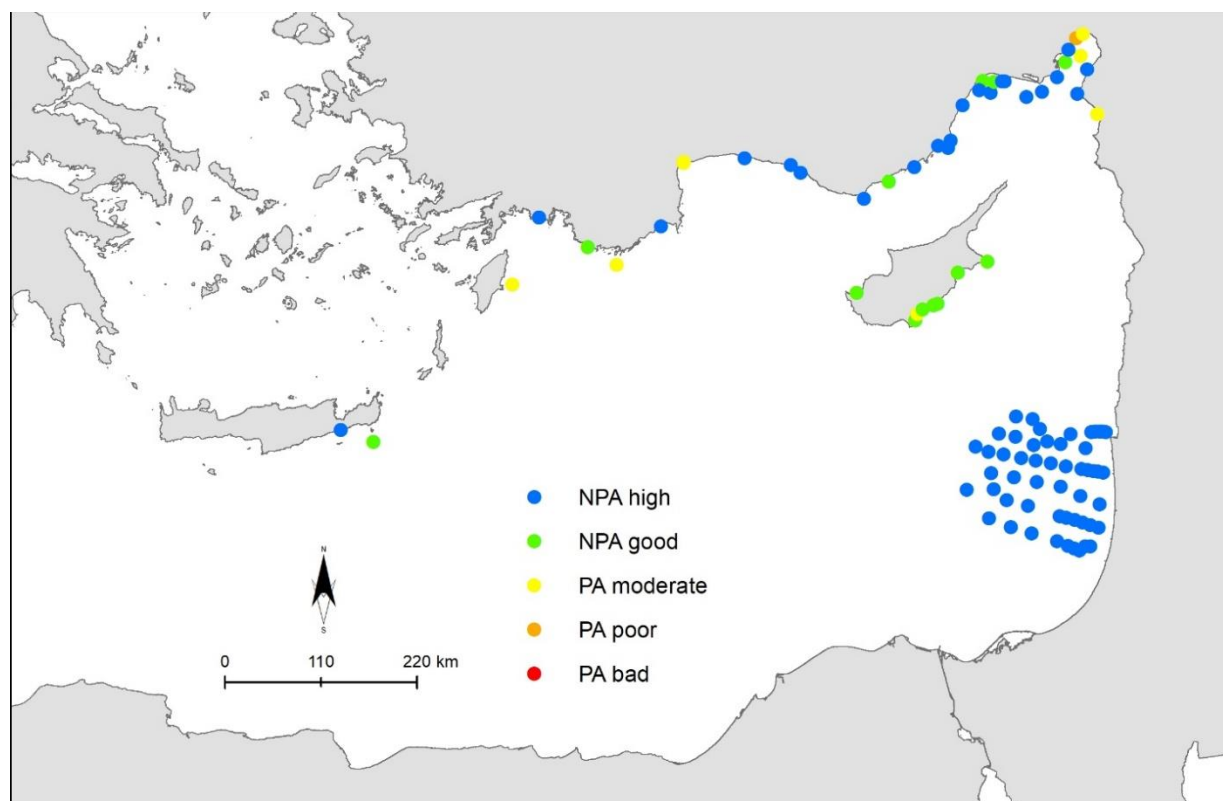 NPA high
NPA good
N
PA moderate
S
PA poor
0 110 220 km
PA bad